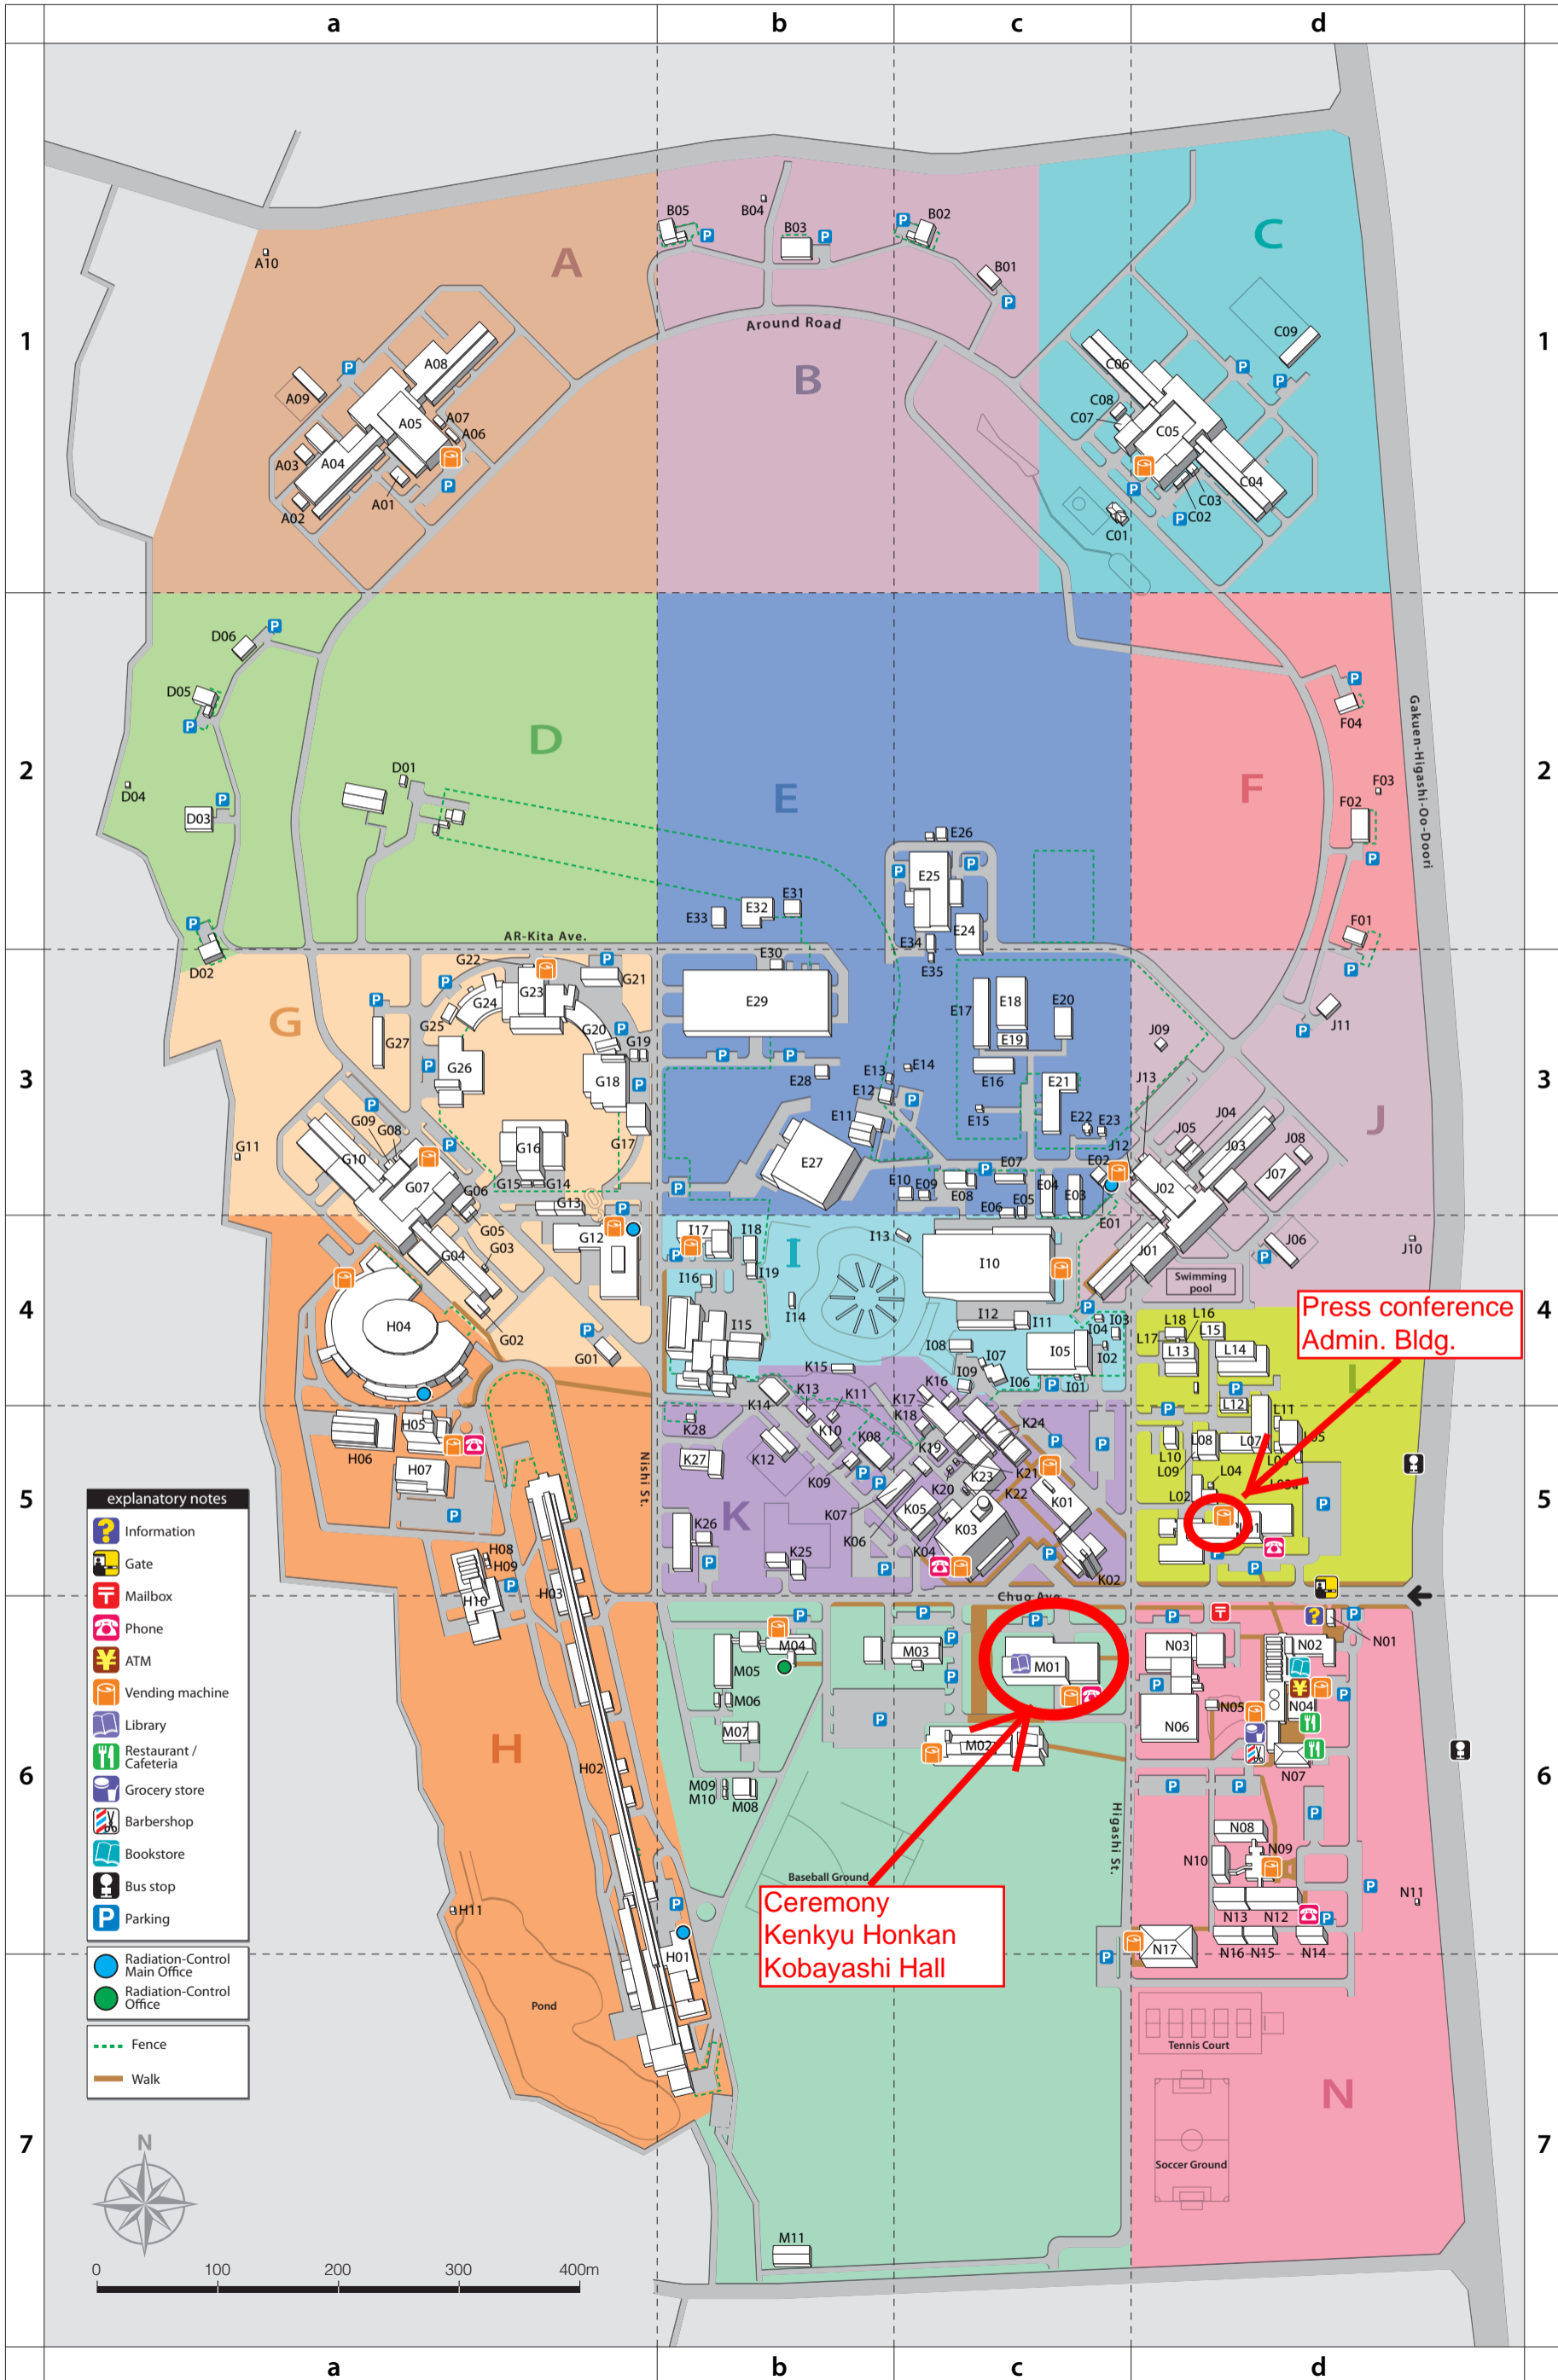 a b c d
A
B
C
A10
B05
B04
B03
B02
B01
Around Road
C09
1
1
A09
A08
A07
A06
A05
A04
A03
A02
A01
C08
C07
C06
C05
C04
C03
C02
C01
D
E
F
D06
D05
D04
D03
D02
D01
F04
F03
F02
F01
Gakuen-Higashi-Oo-Doori
2
2
E26
E25
E24
E31
E32
E33
E34
E35
AR-Kita Ave.
G
G22
G23
G24
G25
G26
G27
G21
G20
G19
G18
G17
G16
G15
G14
G13
G12
G11
G10
G09
G08
G07
G06
G05
G04
G03
G02
G01
E30
E29
E28
E27
E18
E17
E19
E20
E16
E15
E14
E13
E12
E11
E21
E22
E23
E10
E09
E08
E07
E06
E05
E04
E03
E02
E01
3
3
J
J09
J11
J13
J12
J05
J04
J03
J02
J01
J08
J07
J06
J10
Swimming
pool
I
I17
I18
I19
I16
I15
I14
I13
I10
I12
I11
I08
I07
I09
I06
I05
I04
I03
I02
I01
4
4
H04
Press conference
Admin. Bldg.
L
L18
L17
L16
L15
L14
L13
L12
L11
L10
L09
L08
L07
L05
L04
L02
K
K15
K14
K13
K11
K10
K12
K09
K08
K07
K06
K05
K04
K03
K02
K01
K16
K17
K18
K19
K20
K21
K22
K23
K24
K25
K26
K27
K28
Nishi St.
5
5
H06
H05
H07
H08
H09
H10
H03
H02
H
H11
H01
Pond
Chuo Ave.
M05
M04
M03
M01
M02
M06
M07
M09
M10
M08
M11
Baseball Ground
Higashi St.
Ceremony
Kenkyu Honkan
Kobayashi Hall
6
6
N03
N02
N01
N04
N05
N06
N07
N08
N09
N10
N11
N13
N12
N17
N16
N15
N14
Tennis Court
Soccer Ground
N
7
7
explanatory notes
Information
Gate
Mailbox
Phone
ATM
Vending machine
Library
Restaurant /
Cafeteria
Grocery store
Barbershop
Bookstore
Bus stop
Parking
Radiation-Control
Main Office
Radiation-Control
Office
Fence
Walk
N
0 100 200 300 400m
a b c d